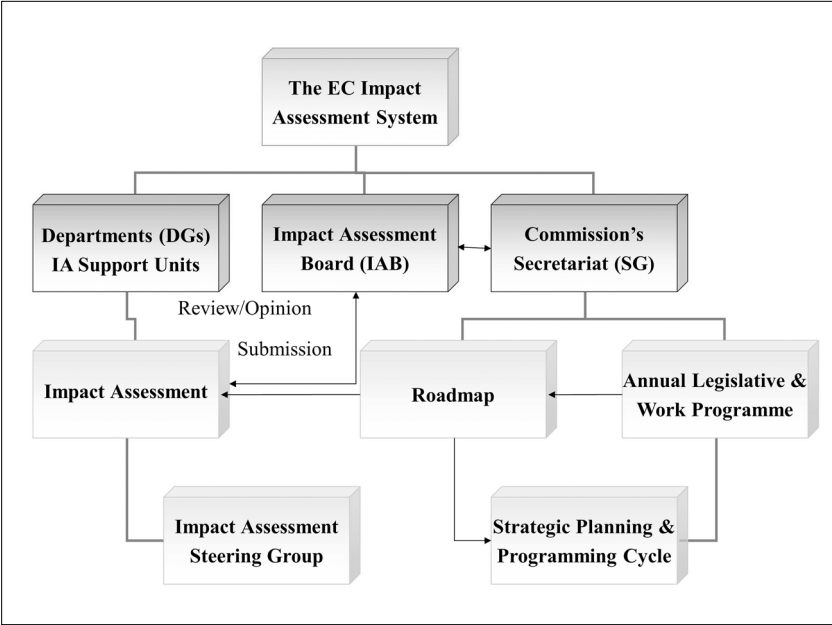 The EC Impact
Assessment System
Departments (DGs)
IA Support Units
Impact Assessment
Board (IAB)
Commission’s
Secretariat (SG)
Review/Opinion
Submission
Impact Assessment
Roadmap
Annual Legislative &
Work Programme
Impact Assessment
Steering Group
Strategic Planning &
Programming Cycle